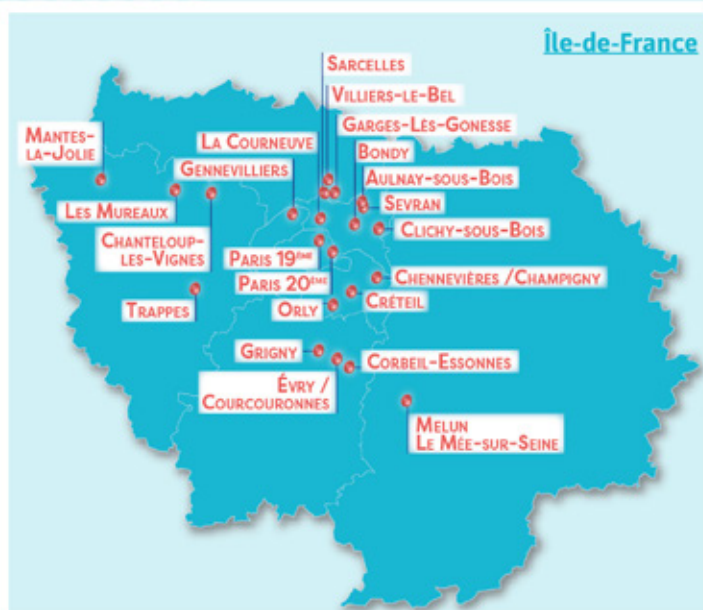 Île-de-France
Sarcelles
Villiers-le-Bel
Garges-Lès-Gonesse
Mantes-
la-Jolie
La Courneuve
Bondy
Gennevilliers
Aulnay-sous-Bois
Les Mureaux
Sevran
Clichy-sous-Bois
Chanteloup-
les-Vignes
Paris 19ème
Paris 20ème
Chennevières /Champigny
Trappes
Orly
Créteil
Grigny
Corbeil-Essonnes
Évry /
Courcouronnes
Melun
Le Mée-sur-Seine